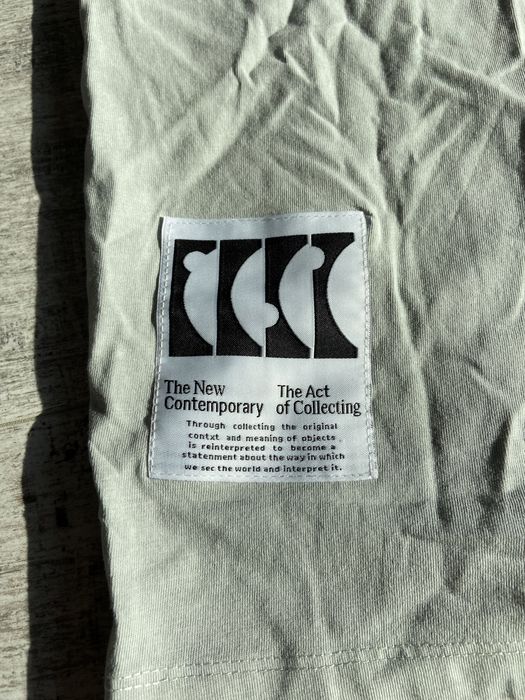 The New The Act
Contemporary of Collecting
Through collecting the original
contxt and meaning of objects
is reinterpreted to become a
statenment about the way in which
we sec the world and interpret it.